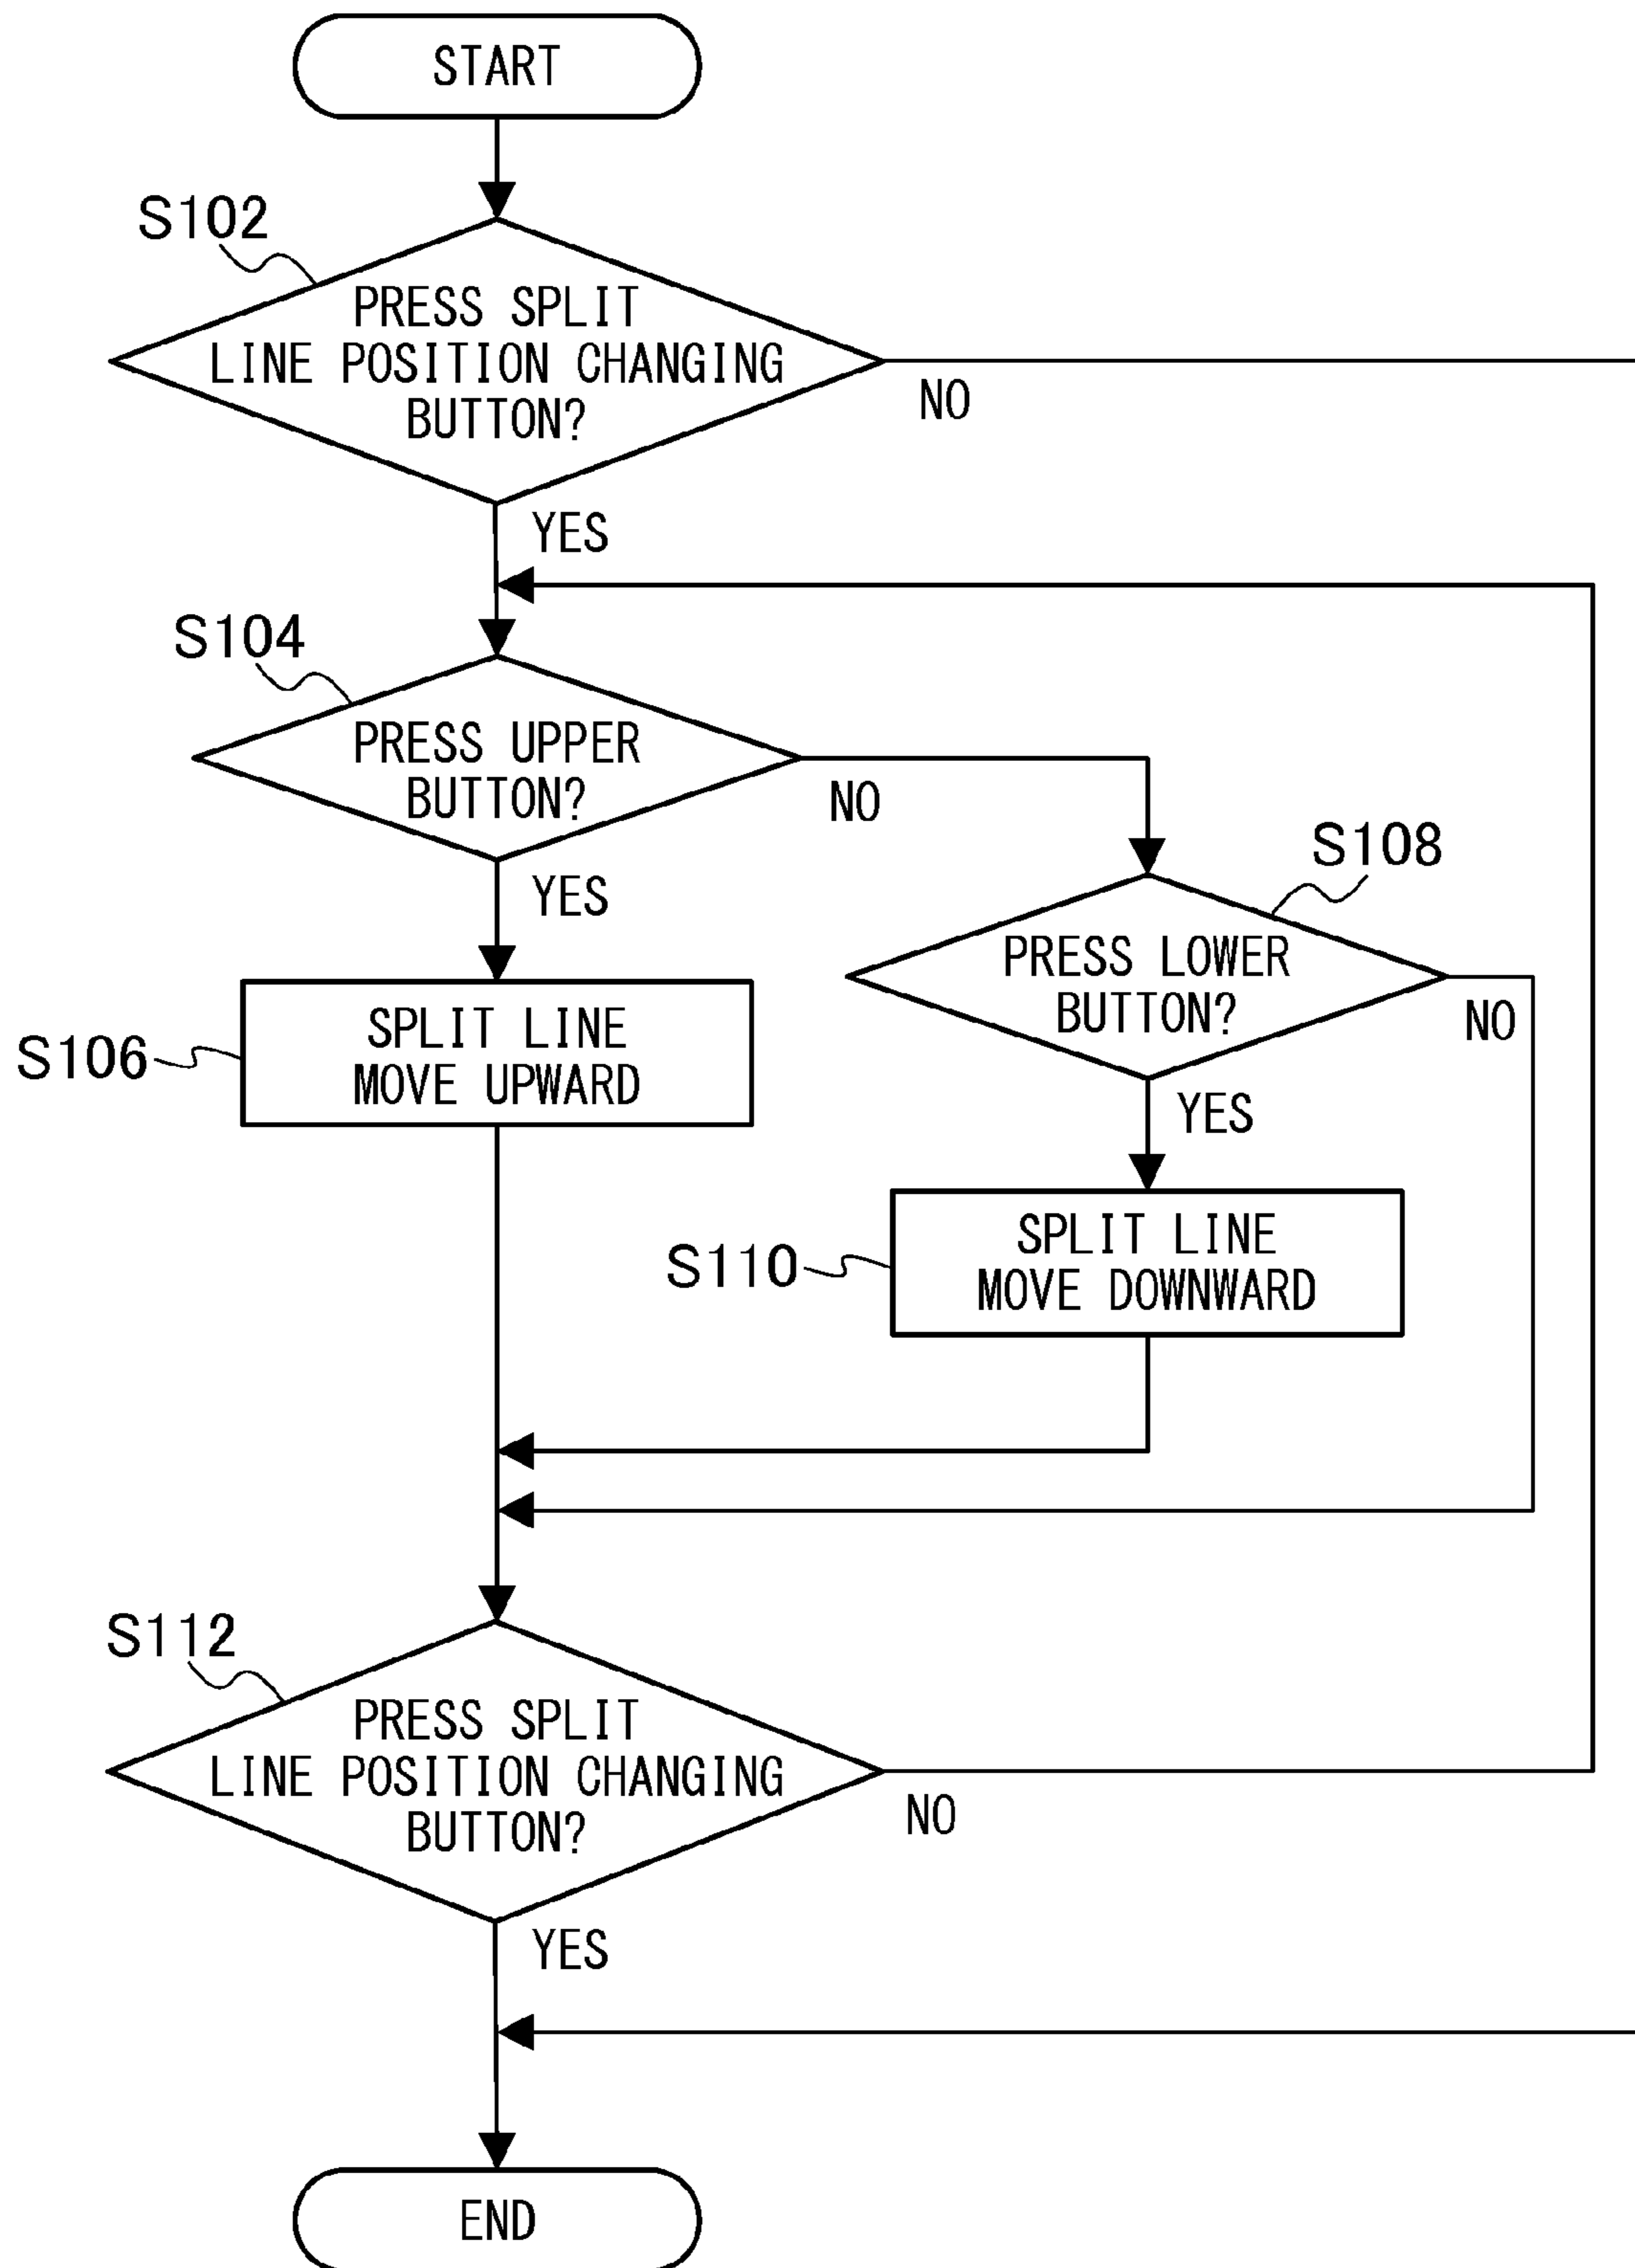 START
S102
PRESS SPLIT
LINE POSITION CHANGING
BUTTON?
NO
YES
S104
PRESS UPPER
BUTTON?
NO
YES
S108
PRESS LOWER
BUTTON?
NO
YES
S106
SPLIT LINE
MOVE UPWARD
S110
SPLIT LINE
MOVE DOWNWARD
S112
PRESS SPLIT
LINE POSITION CHANGING
BUTTON?
NO
YES
END